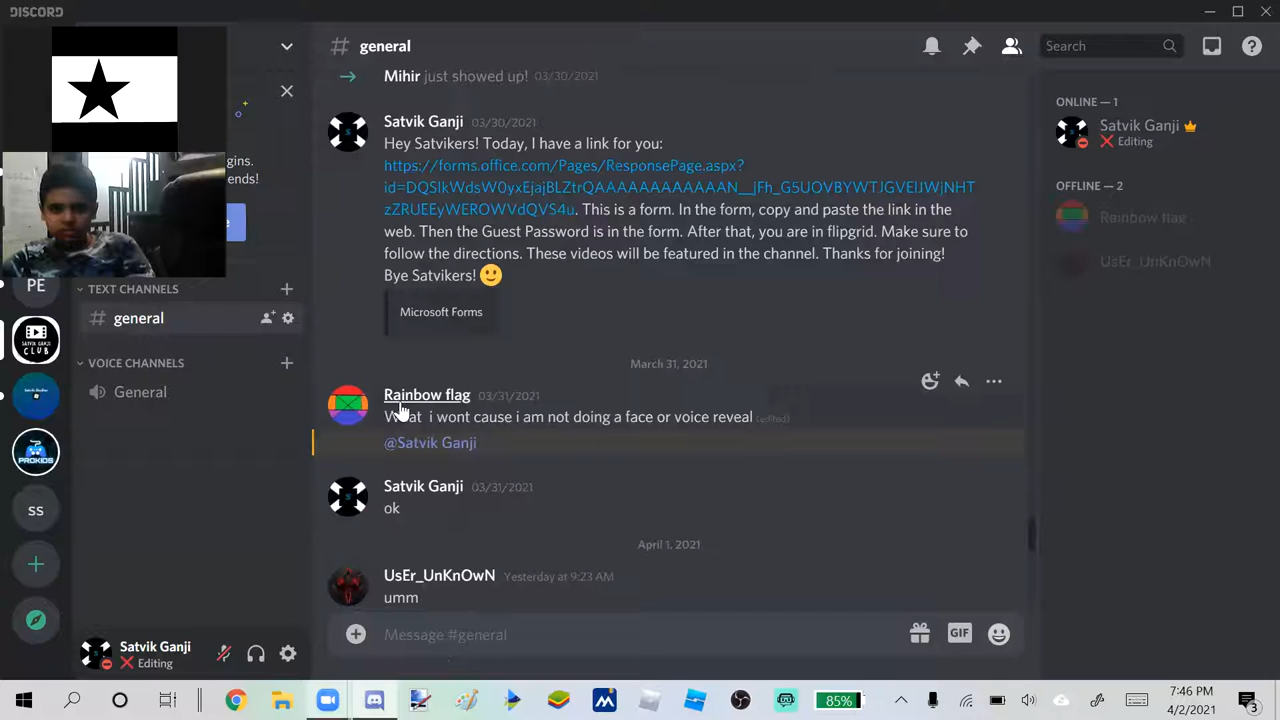 DISCORD
# general
Search
Mihir just showed up! 03/30/2021
ONLINE — 1
Satvik Ganji
❌ Editing
OFFLINE — 2
Rainbow flag
UsEr_UnKnOwN
gins.
ends!
e
PE
TEXT CHANNELS
# general
VOICE CHANNELS
General
SATVIK GANJI
CLUB
PROKIDS
ss
Satvik Ganji 03/30/2021
Hey Satvikers! Today, I have a link for you:
https://forms.office.com/Pages/ResponsePage.aspx?
This is a form. In the form, copy and paste the link in the
web. Then the Guest Password is in the form. After that, you are in flipgrid. Make sure to
follow the directions. These videos will be featured in the channel. Thanks for joining!
Bye Satvikers! 🙂
Microsoft Forms
March 31, 2021
Rainbow flag 03/31/2021
What i wont cause i am not doing a face or voice reveal (edited)
@Satvik Ganji
Satvik Ganji 03/31/2021
ok
April 1, 2021
UsEr_UnKnOwN Yesterday at 9:23 AM
umm
Message #general
GIF
Satvik Ganji
❌ Editing
85%
7:46 PM
4/2/2021
3